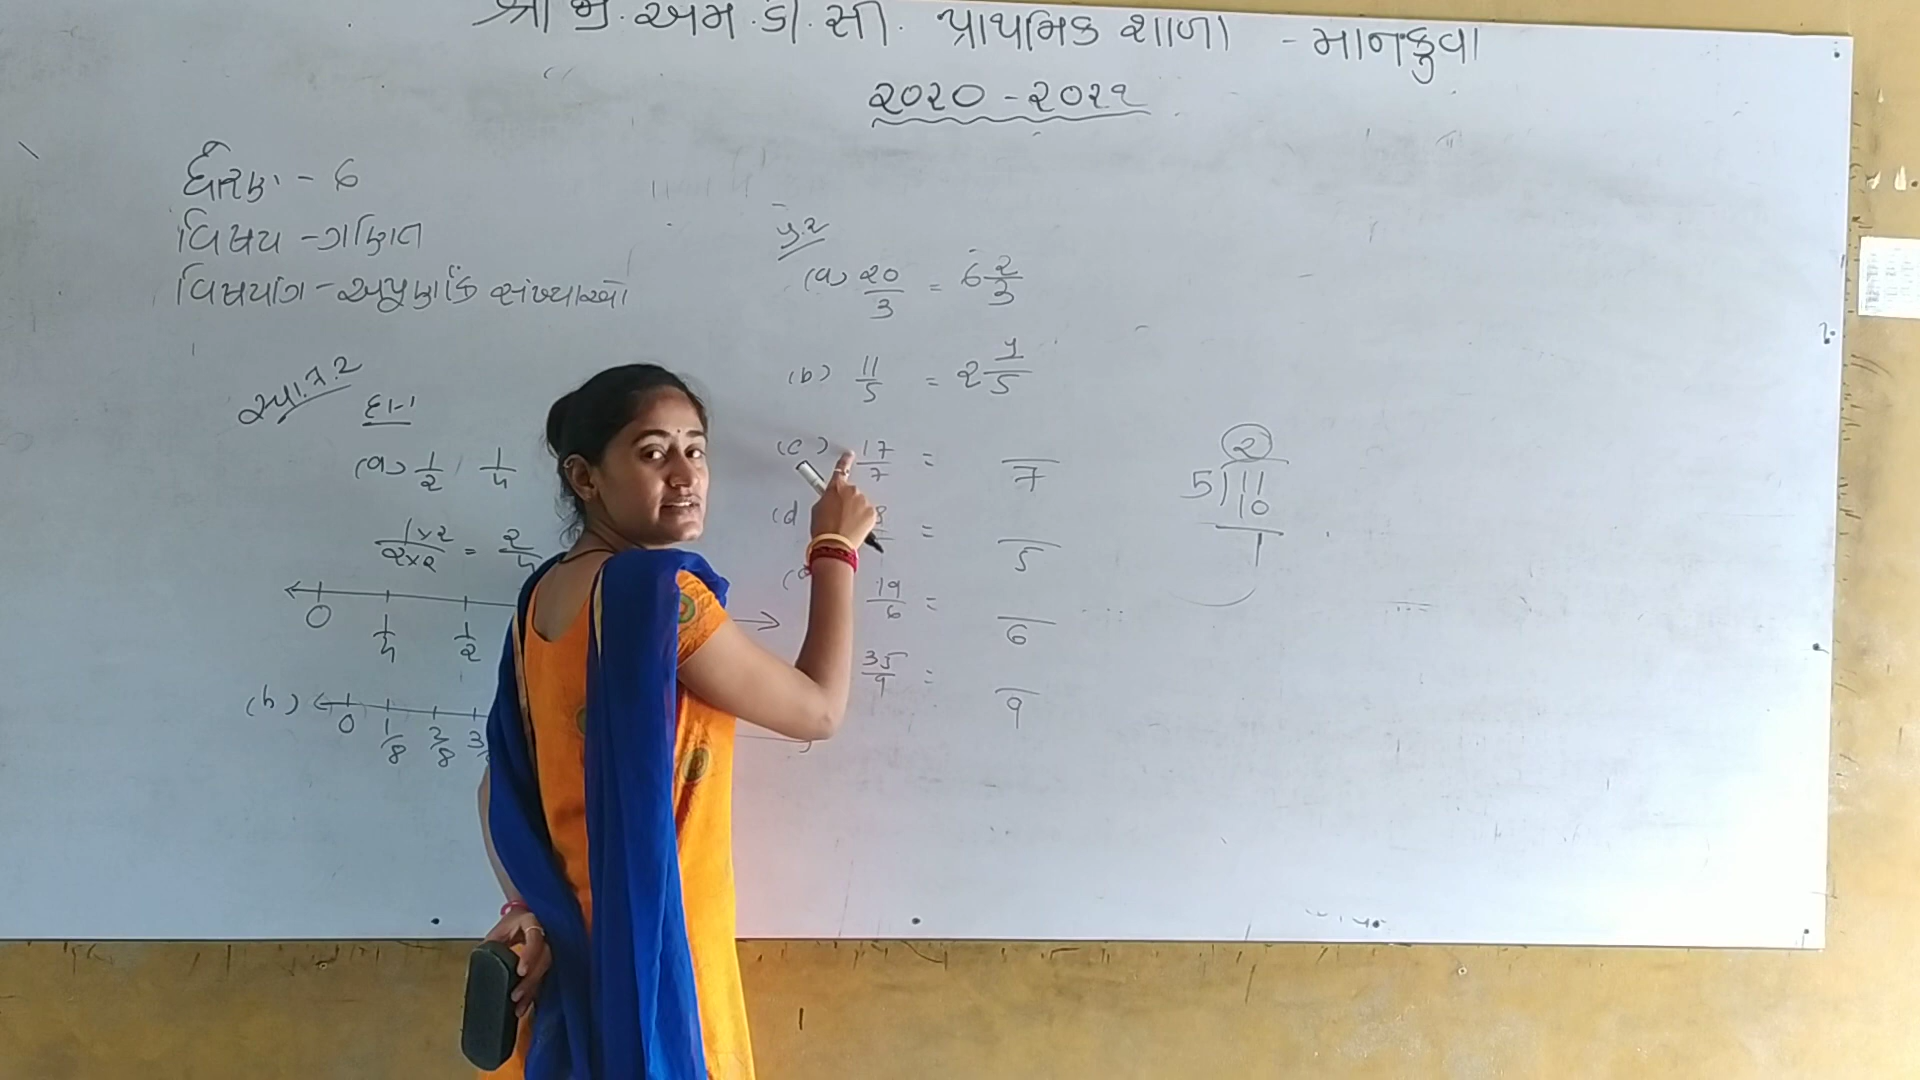 શ્રી જે.એમ.ડી.સી. પ્રાથમિક શાળા - માનકુવા
૨૦૨૦ - ૨૦૨૧
ધોરણ - 6
વિષય - ગણિત
વિષયાંગ - અપૂર્ણાંક સંખ્યાઓ
સ્વા.7.2
દા-1
(a) 1/2 , 1/4
1×2/2×2 = 2/4
0 1/4 1/2
(b) 0 1/8 2/8 3/
પ્ર.2
(a) 20/3 = 6 2/3
(b) 11/5 = 2 1/5
(c) 17/7 = /7
(d = /5
19/6 = /6
35/9 = /9
2
5)11
10
1